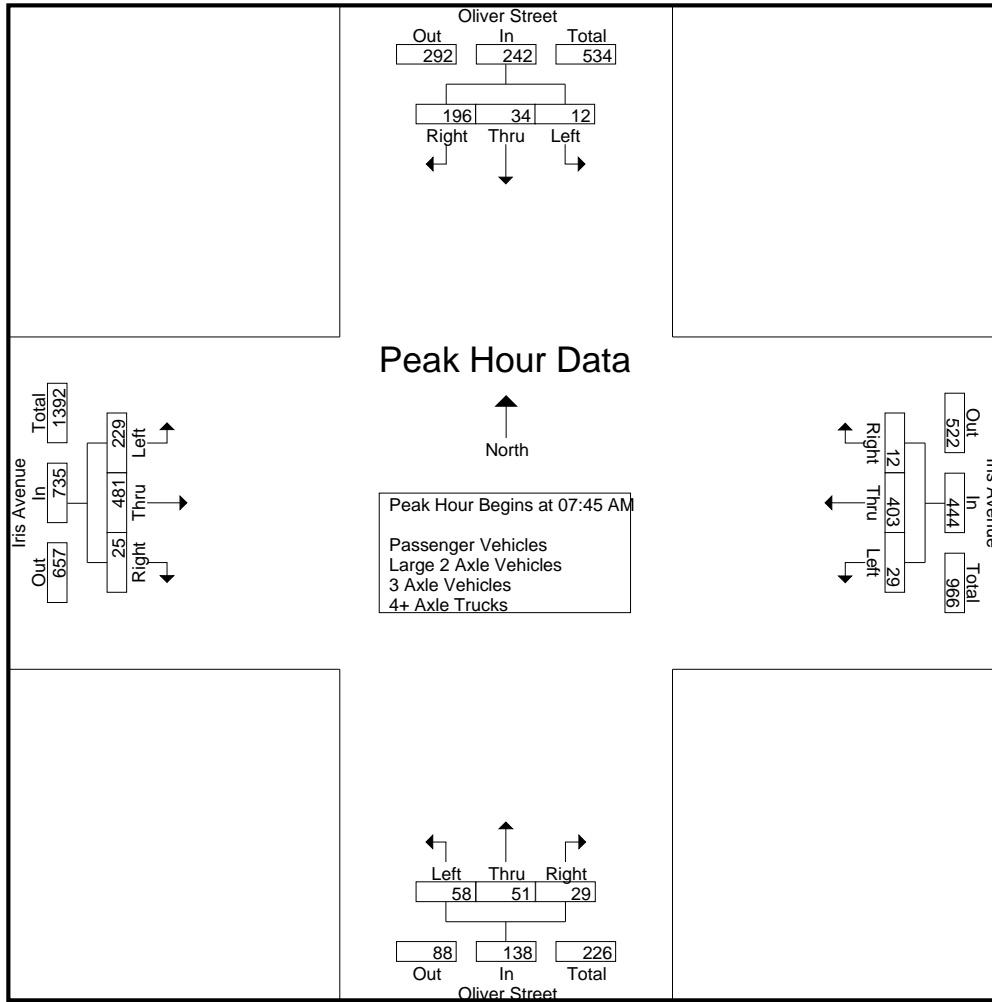 Oliver Street
Out In Total
292 242 534
196 34 12
Right Thru Left
Peak Hour Data
North
Peak Hour Begins at 07:45 AM
Passenger Vehicles
Large 2 Axle Vehicles
3 Axle Vehicles
4+ Axle Trucks
Iris Avenue
Out In Total
657 735 1392
25 481 229
Right Thru Left
Iris Avenue
Out In Total
522 444 966
12 403 29
Right Thru Left
Left Thru Right
58 51 29
88 138 226
Out In Total
Oliver Street